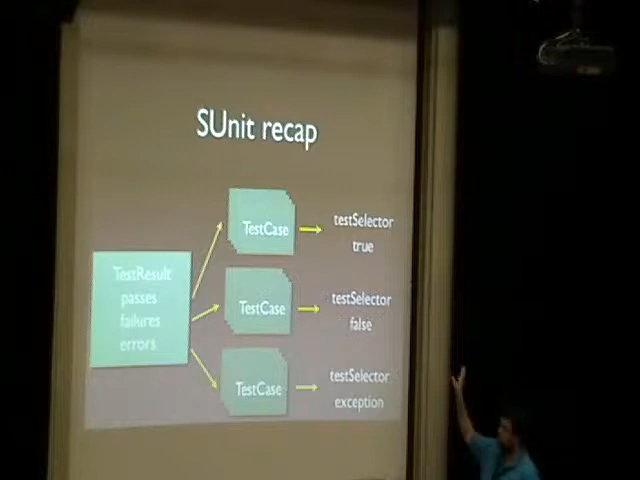 SUnit recap
TestResult
passes
failures
errors
TestCase
testSelector
true
TestCase
testSelector
false
TestCase
testSelector
exception